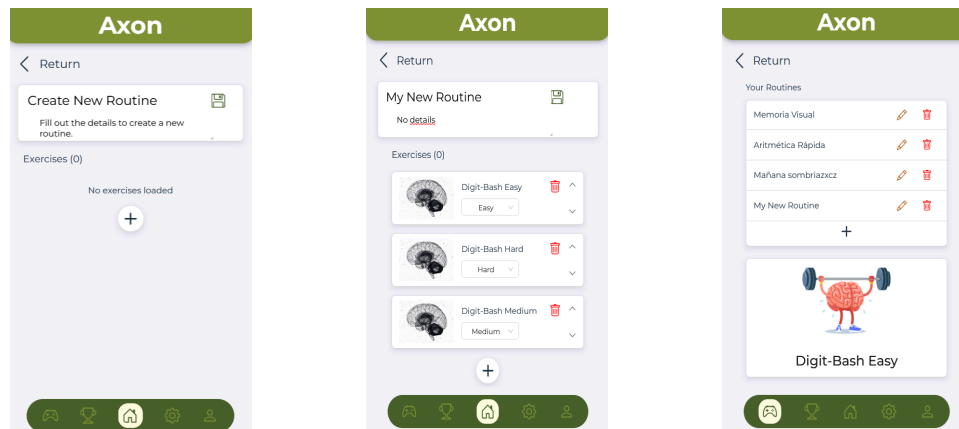 Axon
Return
Create New Routine
Fill out the details to create a new
routine.
Exercises (0)
No exercises loaded
+
Axon
Return
My New Routine
No details
Exercises (0)
Digit-Bash Easy
Easy
Digit-Bash Hard
Hard
Digit-Bash Medium
Medium
+
Axon
Return
Your Routines
Memoria Visual
Aritmética Rápida
Mañana sombriazxcz
My New Routine
+
Digit-Bash Easy